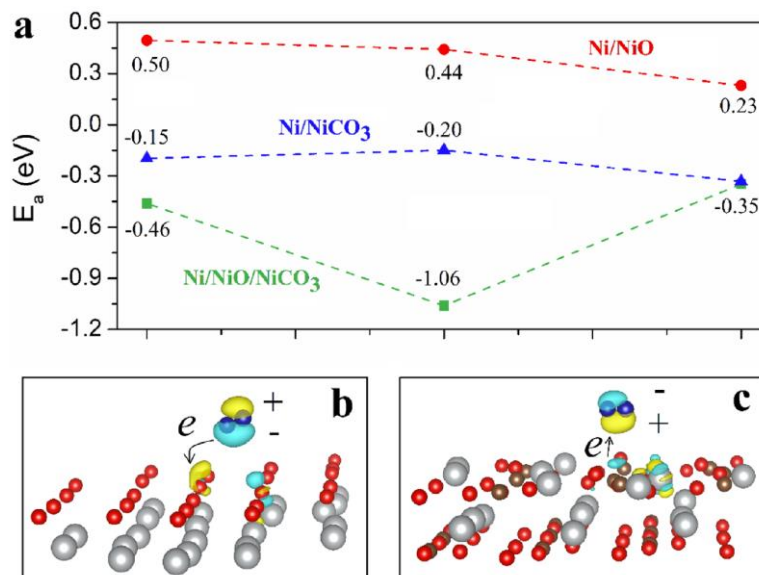 a
0.6
0.3
0.0
-0.3
-0.6
-0.9
-1.2
E_a (eV)
Ni/NiO
0.50
0.44
0.23
Ni/NiCO₃
-0.15
-0.20
-0.35
Ni/NiO/NiCO₃
-0.46
-1.06
b
e
+
-
c
e
-
+